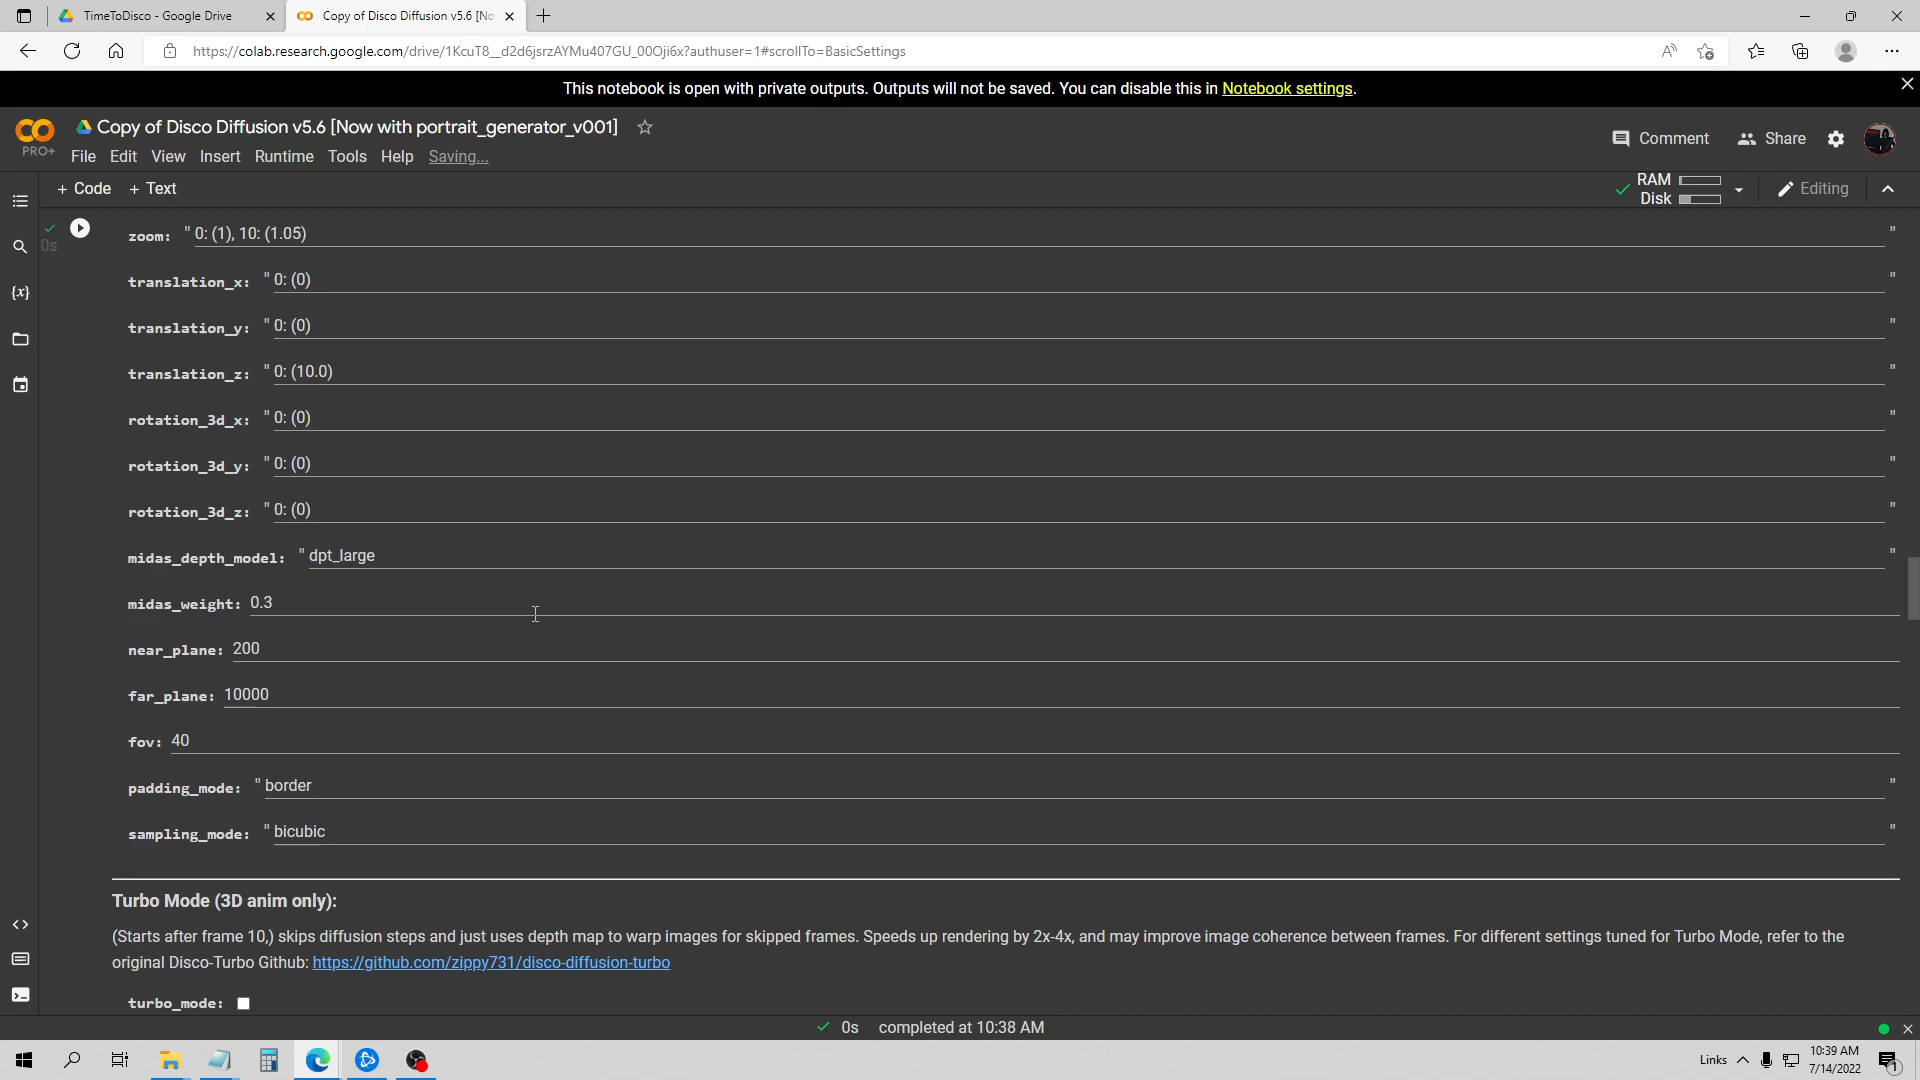 TimeToDisco - Google Drive
Copy of Disco Diffusion v5.6 [No
https://colab.research.google.com/drive/1KcuT8__d2d6jsrzAYMu407GU_00Oji6x?authuser=1#scrollTo=BasicSettings
This notebook is open with private outputs. Outputs will not be saved. You can disable this in Notebook settings.
Copy of Disco Diffusion v5.6 [Now with portrait_generator_v001]
PRO+
File Edit View Insert Runtime Tools Help Saving...
Comment Share
+ Code + Text
RAM
Disk
Editing
0s
zoom: " 0: (1), 10: (1.05) "
translation_x: " 0: (0) "
translation_y: " 0: (0) "
translation_z: " 0: (10.0) "
rotation_3d_x: " 0: (0) "
rotation_3d_y: " 0: (0) "
rotation_3d_z: " 0: (0) "
midas_depth_model: " dpt_large "
midas_weight: 0.3
near_plane: 200
far_plane: 10000
fov: 40
padding_mode: " border "
sampling_mode: " bicubic "
Turbo Mode (3D anim only):
(Starts after frame 10,) skips diffusion steps and just uses depth map to warp images for skipped frames. Speeds up rendering by 2x-4x, and may improve image coherence between frames. For different settings tuned for Turbo Mode, refer to the
original Disco-Turbo Github: https://github.com/zippy731/disco-diffusion-turbo
turbo_mode:
0s completed at 10:38 AM
Links
10:39 AM
7/14/2022
1